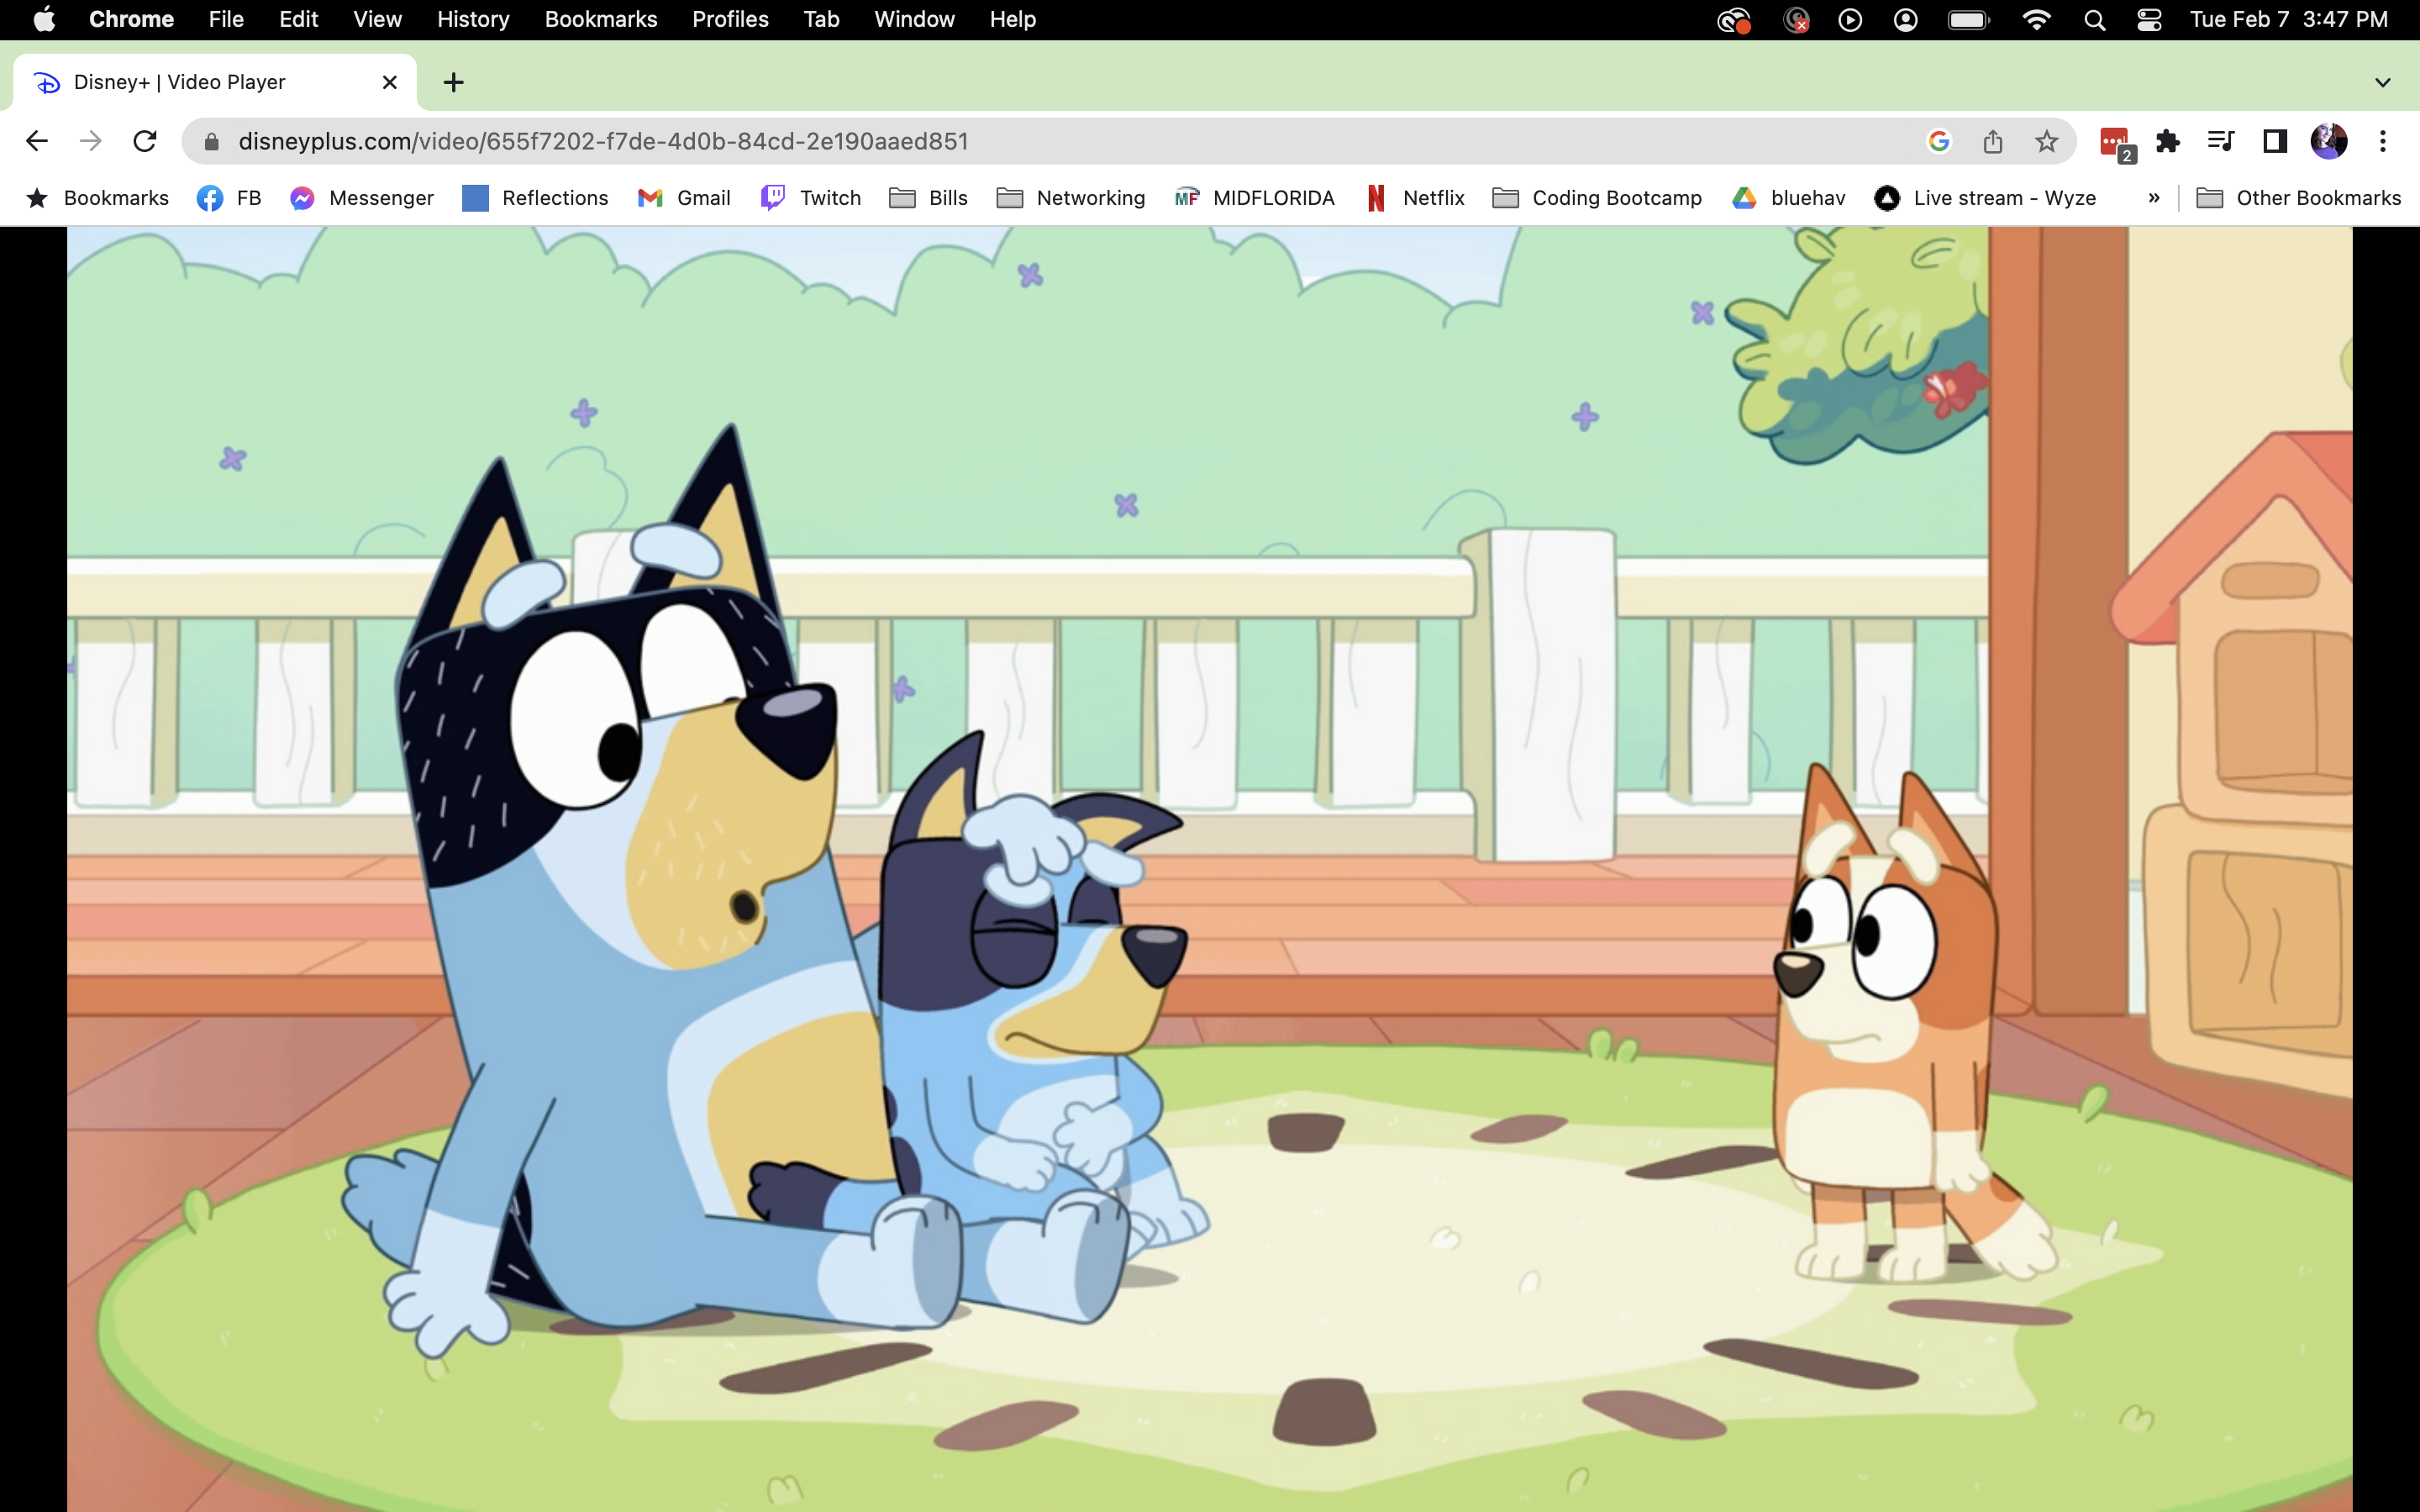 Chrome File Edit View History Bookmarks Profiles Tab Window Help Tue Feb 7 3:47 PM
Disney+ | Video Player
disneyplus.com/video/655f7202-f7de-4d0b-84cd-2e190aaed851
2
Bookmarks FB Messenger Reflections Gmail Twitch Bills Networking MF MIDFLORIDA Netflix Coding Bootcamp bluehav Live stream - Wyze » Other Bookmarks